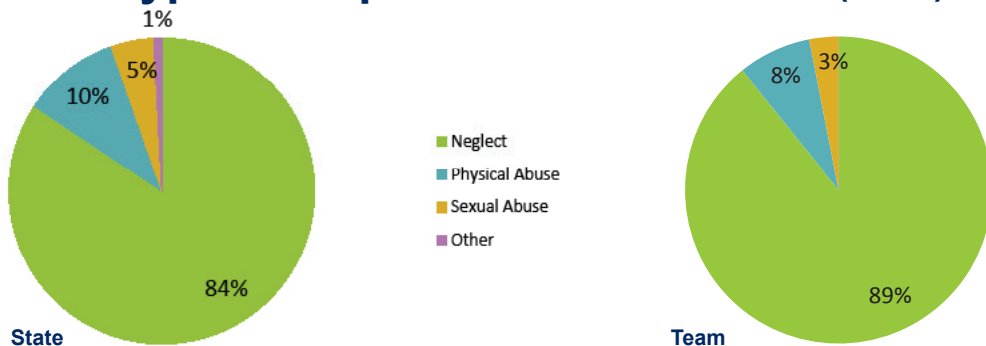 1%
5%
10%
84%
State
Neglect
Physical Abuse
Sexual Abuse
Other
3%
8%
89%
Team